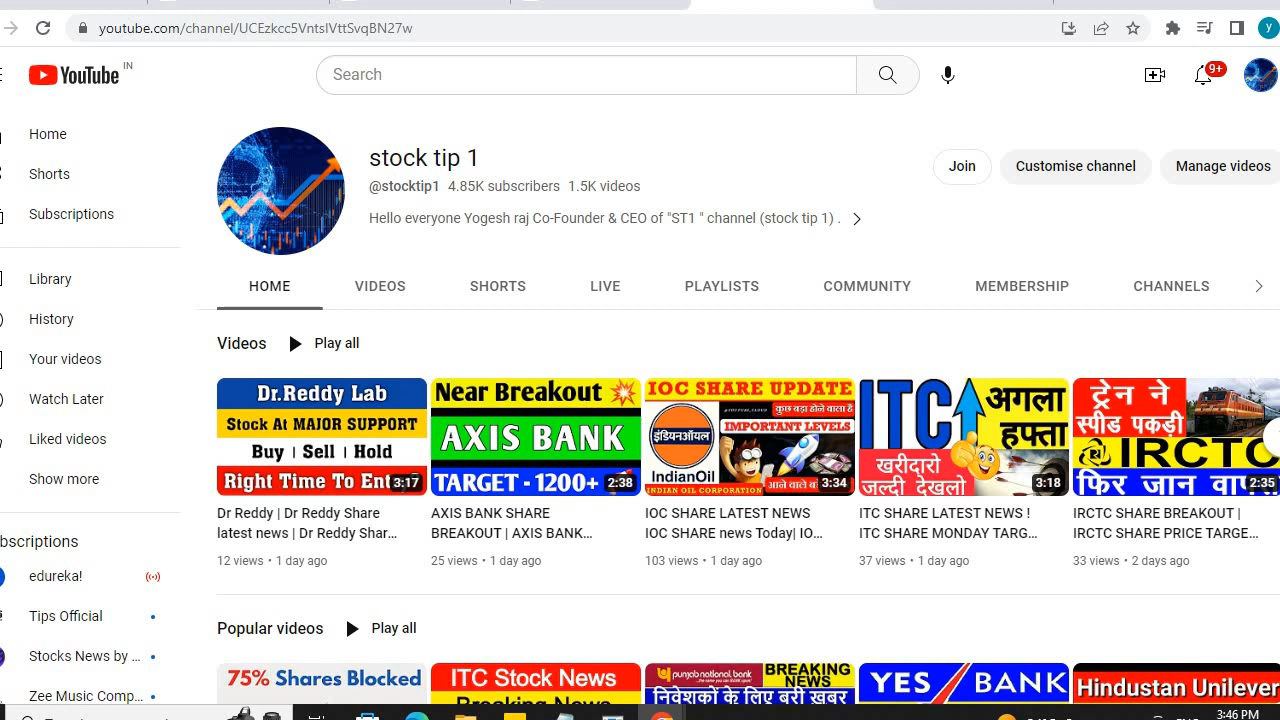 youtube.com/channel/UCEzkcc5VntsIVttSvqBN27w
YouTube IN
Search
9+
y
Home
Shorts
Subscriptions
Library
History
Your videos
Watch Later
Liked videos
Show more
bscriptions
edureka!
Tips Official
Stocks News by ...
Zee Music Comp...
stock tip 1
@stocktip1 4.85K subscribers 1.5K videos
Hello everyone Yogesh raj Co-Founder & CEO of "ST1 " channel (stock tip 1) .
Join
Customise channel
Manage videos
HOME
VIDEOS
SHORTS
LIVE
PLAYLISTS
COMMUNITY
MEMBERSHIP
CHANNELS
Videos
Play all
Dr.Reddy Lab
Stock At MAJOR SUPPORT
Buy | Sell | Hold
Right Time To Ent
3:17
Dr Reddy | Dr Reddy Share
latest news | Dr Reddy Shar...
12 views • 1 day ago
Near Breakout
AXIS BANK
TARGET - 1200+
2:38
AXIS BANK SHARE
BREAKOUT | AXIS BANK...
25 views • 1 day ago
IOC SHARE UPDATE
कुछ बड़ा होने वाला है
IMPORTANT LEVELS
इंडियनऑयल
IndianOil
आने वाले
INDIAN OIL CORPORATION
3:34
IOC SHARE LATEST NEWS
IOC SHARE news Today| IO...
103 views • 1 day ago
ITC
अगला
हफ्ता
खरीदारो
जल्दी देखलो
3:18
ITC SHARE LATEST NEWS !
ITC SHARE MONDAY TARG...
37 views • 1 day ago
ट्रेन ने
स्पीड पकड़ी
IRCTC
फिर जान वाप
2:35
IRCTC SHARE BREAKOUT |
IRCTC SHARE PRICE TARGE...
33 views • 2 days ago
Popular videos
Play all
75% Shares Blocked
ITC Stock News
Breaking News
punjab national bank
BREAKING
NEWS
निवेशकों के लिए बरी ख़बर
YES BANK
Hindustan Unilever
3:46 PM